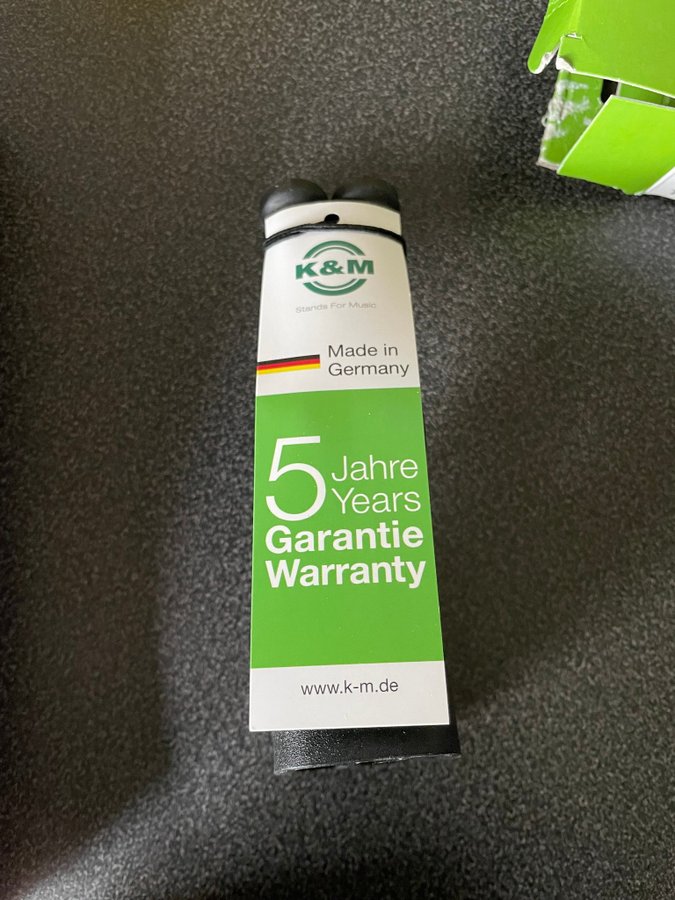 K&M
Stands For Music
Made in
Germany
5 Jahre
Years
Garantie
Warranty
www.k-m.de